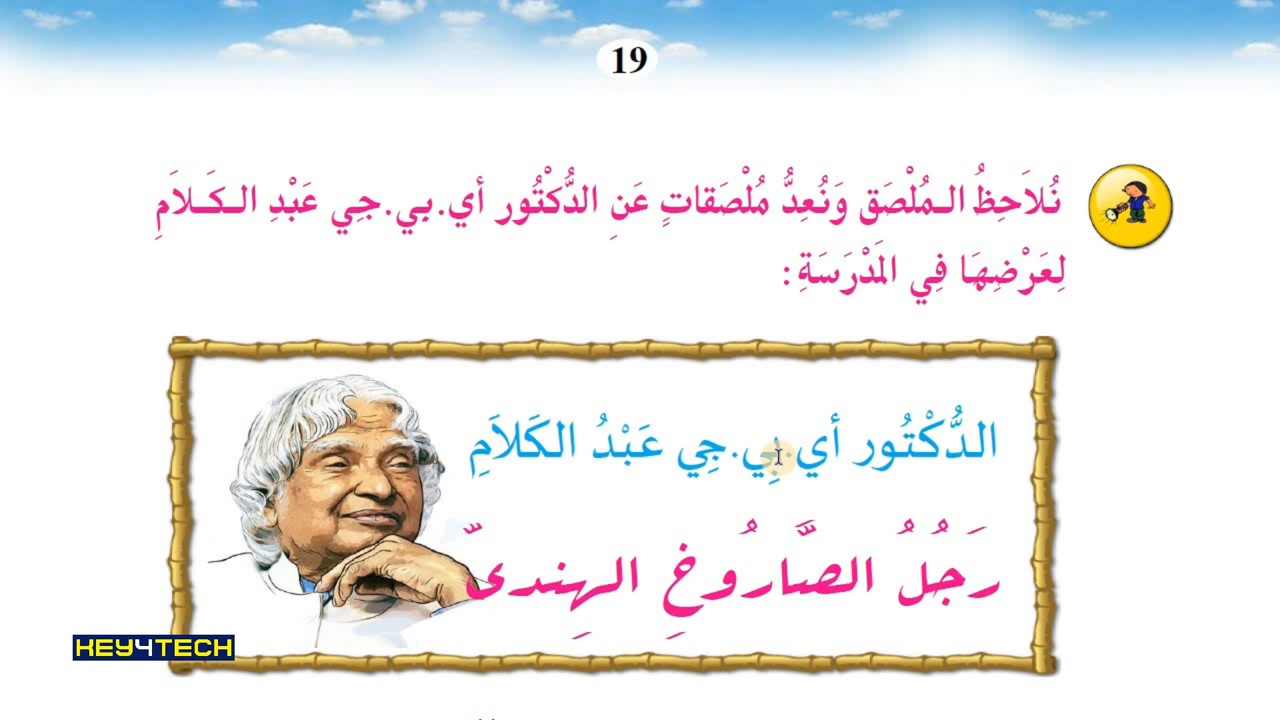 19
نُلاَحِظُ الـمُلْصَق وَنُعِدُّ مُلْصَقاتٍ عَنِ الدُّكْتُور أي.بي.جي عَبْدِ الـكَـلاَمِ
لِعَرْضِهَا فِي المَدْرَسَةِ:
الدُّكْتُور أي.بِي.جِي عَبْدُ الكَلاَمِ
رَجُلُ الصَّارُوخِ الهِندىّ
KEY4TECH